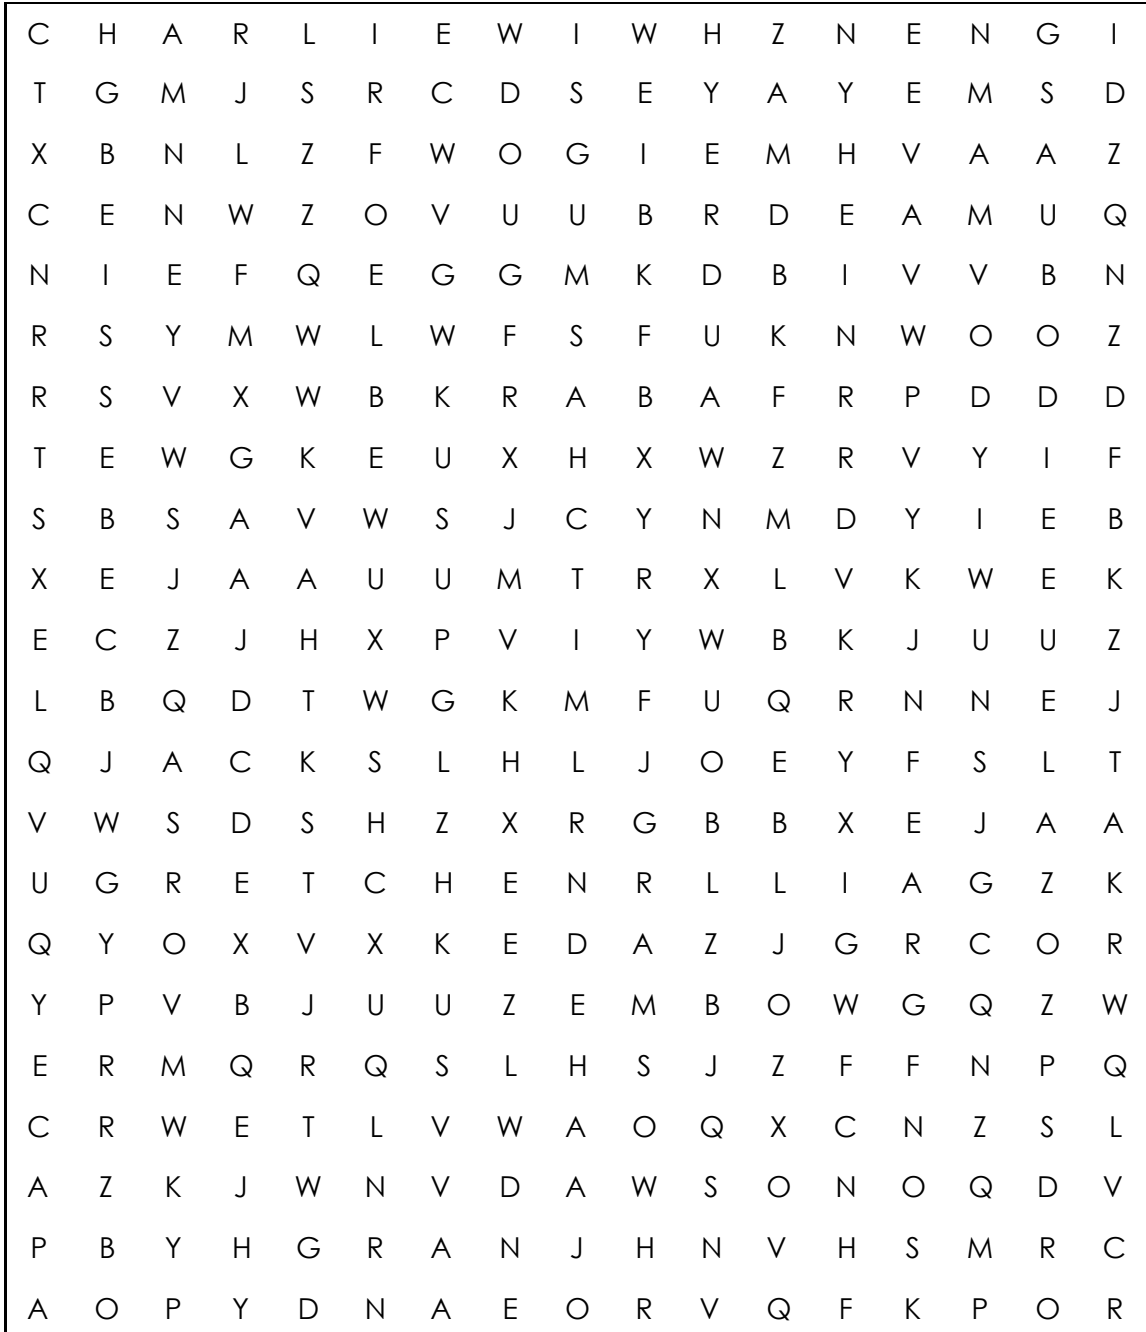 C H A R L I E W I W H Z N E N G I
T G M J S R C D S E Y A Y E M S D
X B N L Z F W O G I E M H V A A Z
C E N W Z O V U U B R D E A M U Q
N I E F Q E G G M K D B I V V B N
R S Y M W L W F S F U K N W O O Z
R S V X W B K R A B A F R P D D D
T E W G K E U X H X W Z R V Y I F
S B S A V W S J C Y N M D Y I E B
X E J A A U U M T R X L V K W E K
E C Z J H X P V I Y W B K J U U Z
L B Q D T W G K M F U Q R N N E J
Q J A C K S L H L J O E Y F S L T
V W S D S H Z X R G B B X E J A A
U G R E T C H E N R L L I A G Z K
Q Y O X V X K E D A Z J G R C O R
Y P V B J U U Z E M B O W G Q Z W
E R M Q R Q S L H S J Z F F N P Q
C R W E T L V W A O Q X C N Z S L
A Z K J W N V D A W S O N O Q D V
P B Y H G R A N J H N V H S M R C
A O P Y D N A E O R V Q F K P O R